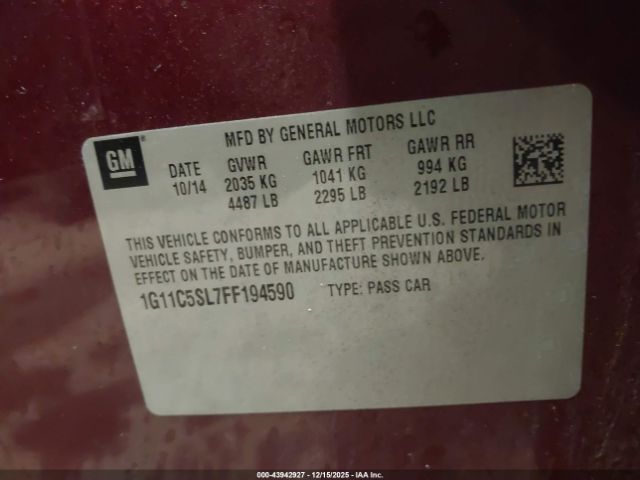 MFD BY GENERAL MOTORS LLC
GM
DATE GVWR GAWR FRT GAWR RR
10/14 2035 KG 1041 KG 994 KG
4487 LB 2295 LB 2192 LB
THIS VEHICLE CONFORMS TO ALL APPLICABLE U.S. FEDERAL MOTOR
VEHICLE SAFETY, BUMPER, AND THEFT PREVENTION STANDARDS IN
EFFECT ON THE DATE OF MANUFACTURE SHOWN ABOVE.
1G11C5SL7FF194590 TYPE: PASS CAR
000-43942927 - 12/15/2025 - IAA Inc.